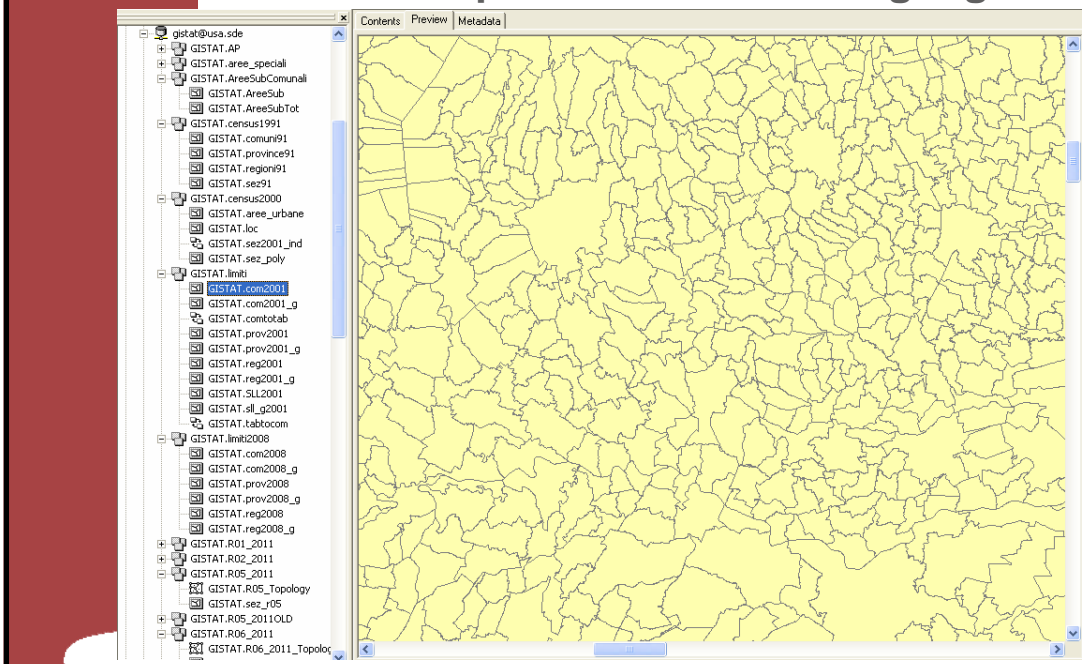 Contents Preview Metadata
gistat@usa.sde
GISTAT.AP
GISTAT.aree_speciali
GISTAT.AreeSubComunali
GISTAT.AreeSub
GISTAT.AreeSubTot
GISTAT.census1991
GISTAT.comuni91
GISTAT.province91
GISTAT.regioni91
GISTAT.sez91
GISTAT.census2000
GISTAT.aree_urbane
GISTAT.loc
GISTAT.sez2001_ind
GISTAT.sez_poly
GISTAT.limiti
GISTAT.com2001
GISTAT.com2001_g
GISTAT.comtotab
GISTAT.prov2001
GISTAT.prov2001_g
GISTAT.reg2001
GISTAT.reg2001_g
GISTAT.SLL2001
GISTAT.sll_g2001
GISTAT.tabtocom
GISTAT.limiti2008
GISTAT.com2008
GISTAT.com2008_g
GISTAT.prov2008
GISTAT.prov2008_g
GISTAT.reg2008
GISTAT.reg2008_g
GISTAT.R01_2011
GISTAT.R02_2011
GISTAT.R05_2011
GISTAT.R05_Topology
GISTAT.sez_r05
GISTAT.R05_2011OLD
GISTAT.R06_2011
GISTAT.R06_2011_Topolog